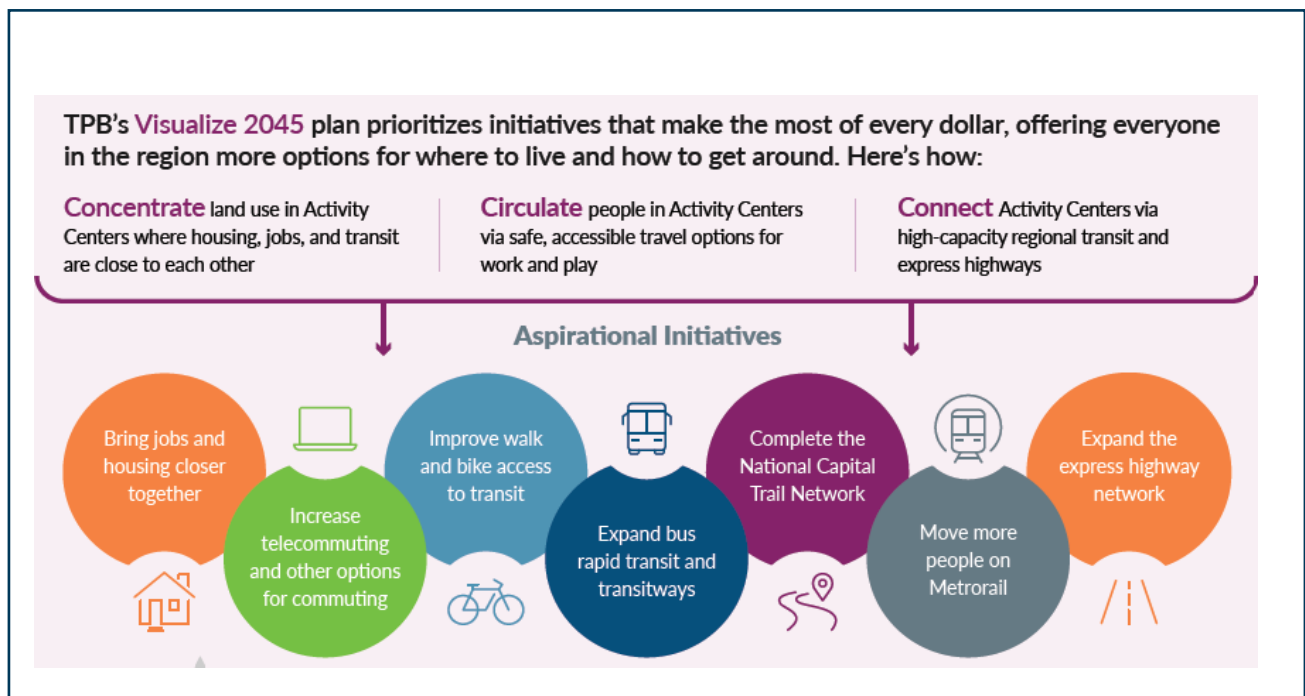 TPB's Visualize 2045 plan prioritizes initiatives that make the most of every dollar, offering everyone
in the region more options for where to live and how to get around. Here's how:
Concentrate land use in Activity
Centers where housing, jobs, and transit
are close to each other
Circulate people in Activity Centers
via safe, accessible travel options for
work and play
Connect Activity Centers via
high-capacity regional transit and
express highways
Aspirational Initiatives
Bring jobs and
housing closer
together
Increase
telecommuting
and other options
for commuting
Improve walk
and bike access
to transit
Expand bus
rapid transit and
transitways
Complete the
National Capital
Trail Network
Move more
people on
Metrorail
Expand the
express highway
network